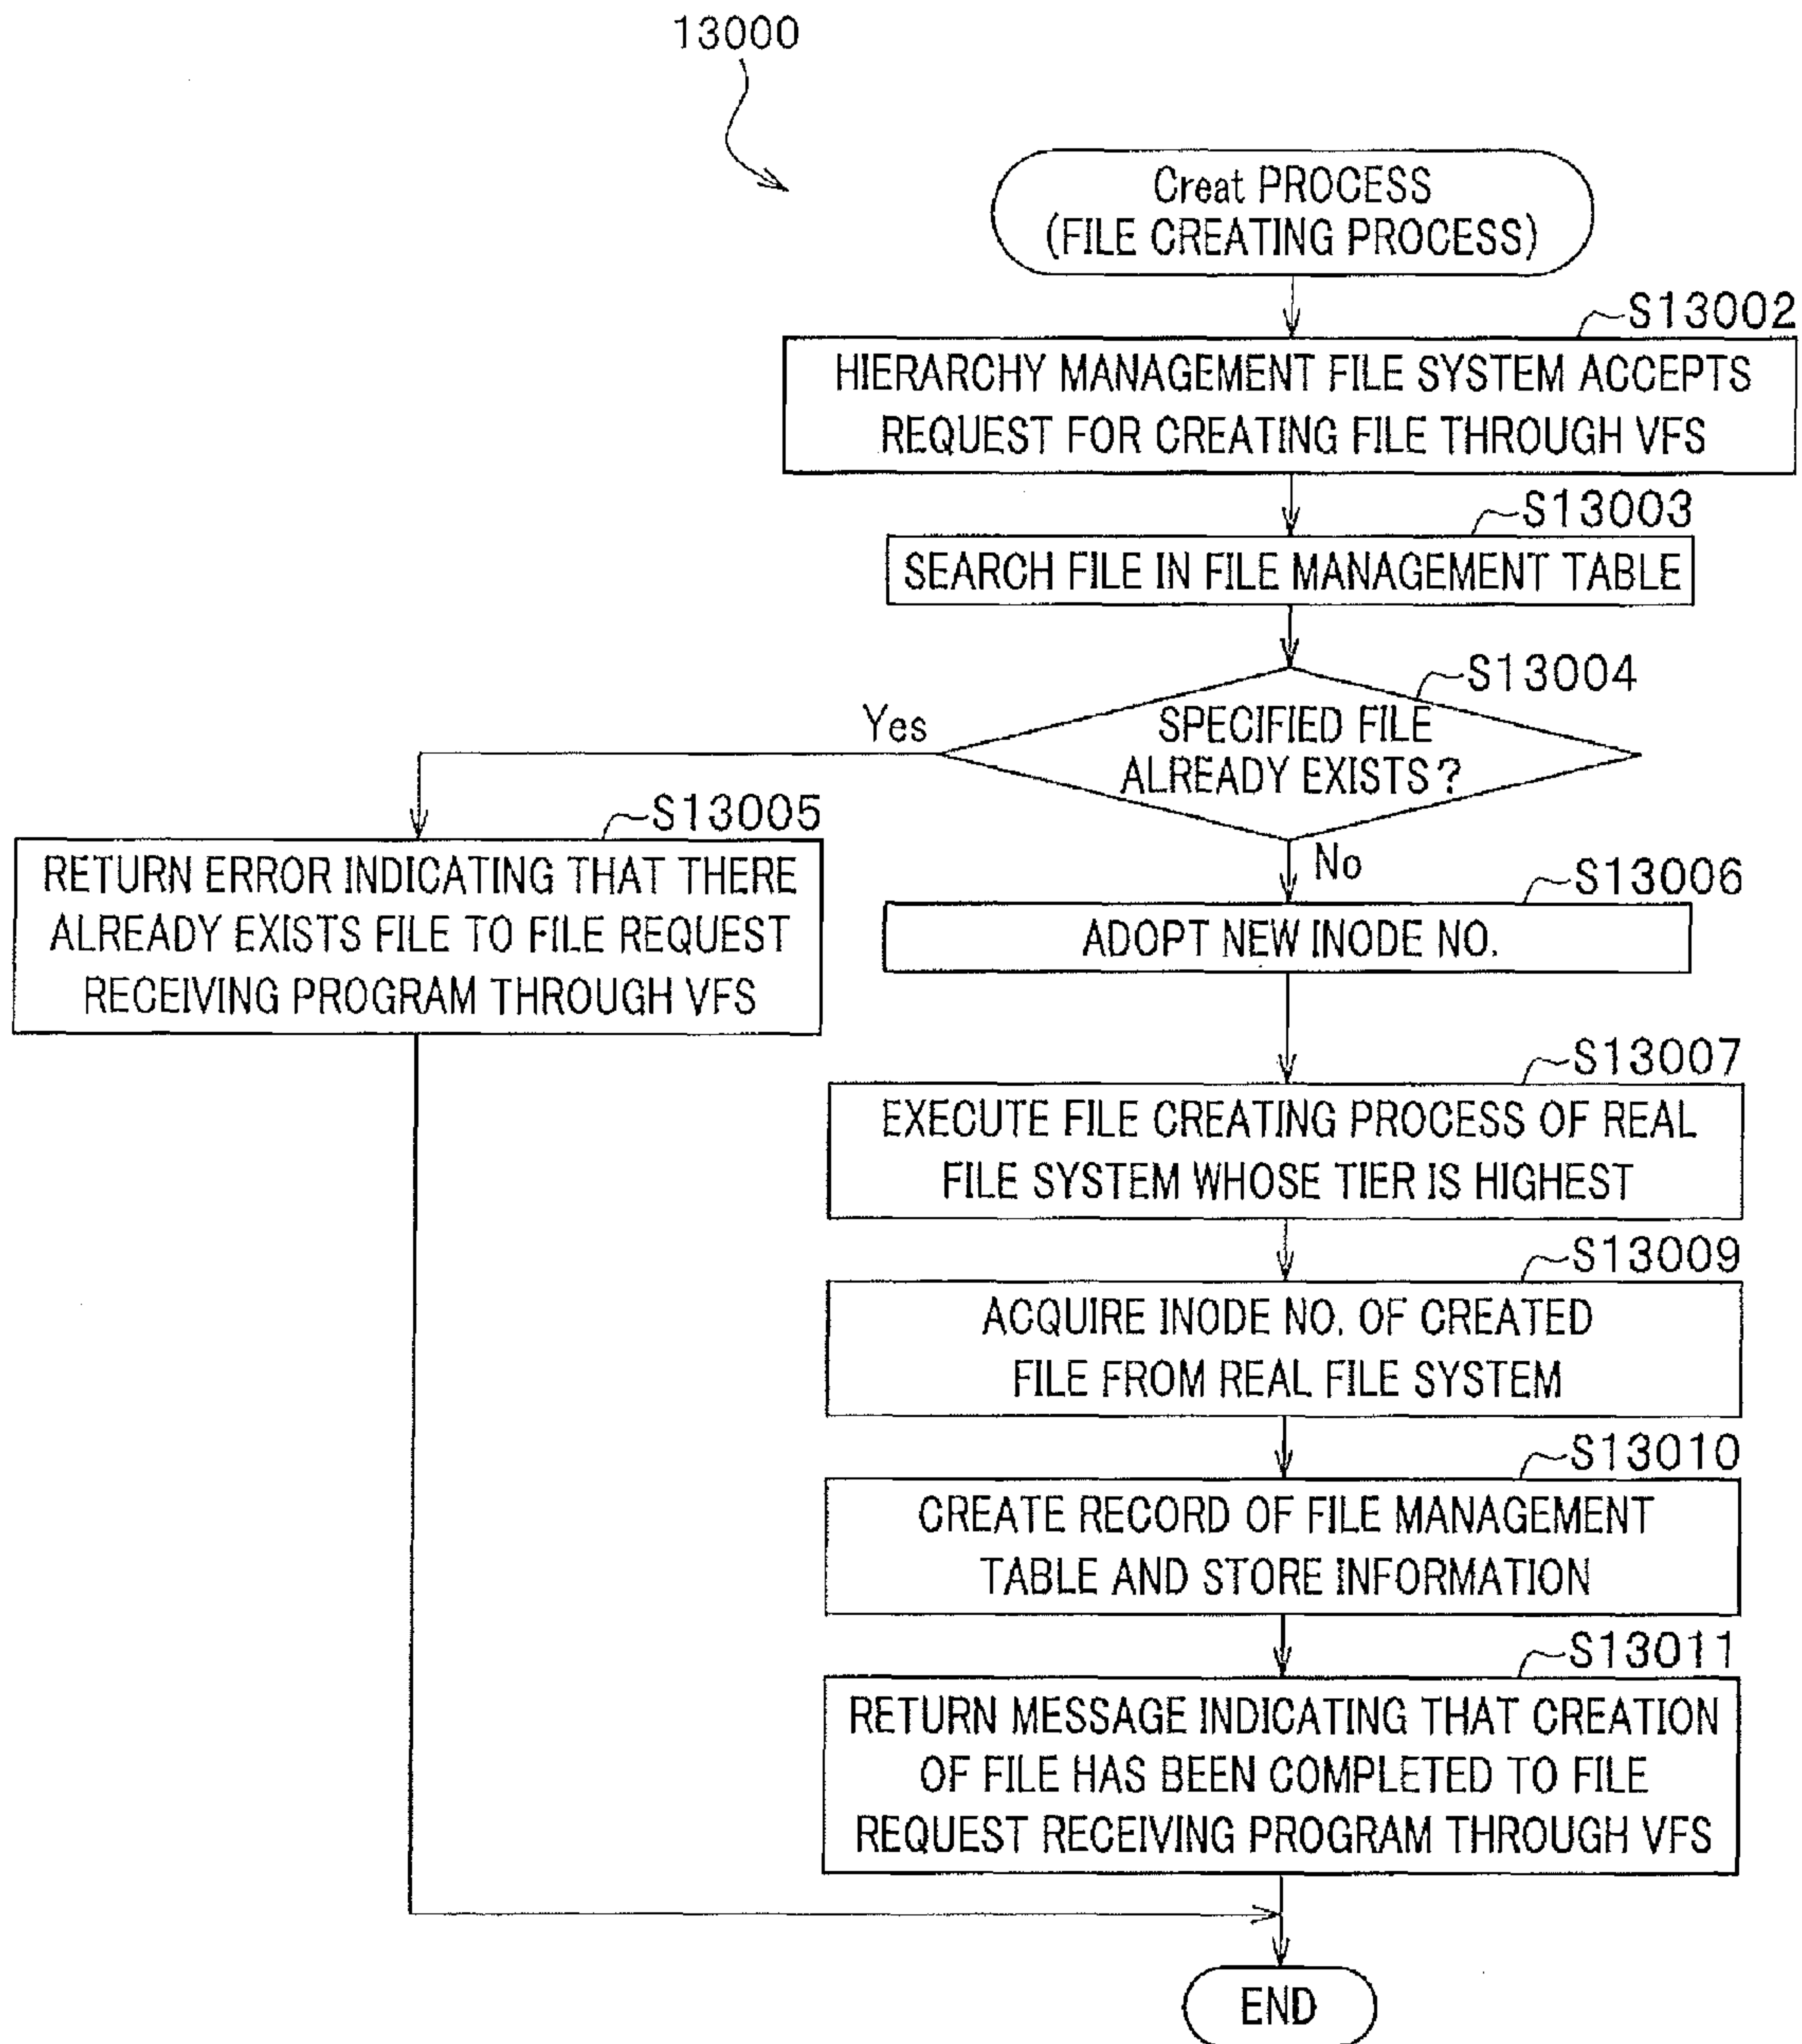 13000
Creat PROCESS
(FILE CREATING PROCESS)
S13002
HIERARCHY MANAGEMENT FILE SYSTEM ACCEPTS
REQUEST FOR CREATING FILE THROUGH VFS
S13003
SEARCH FILE IN FILE MANAGEMENT TABLE
S13004
SPECIFIED FILE
ALREADY EXISTS?
Yes
S13005
RETURN ERROR INDICATING THAT THERE
ALREADY EXISTS FILE TO FILE REQUEST
RECEIVING PROGRAM THROUGH VFS
No
S13006
ADOPT NEW INODE NO.
S13007
EXECUTE FILE CREATING PROCESS OF REAL
FILE SYSTEM WHOSE TIER IS HIGHEST
S13009
ACQUIRE INODE NO. OF CREATED
FILE FROM REAL FILE SYSTEM
S13010
CREATE RECORD OF FILE MANAGEMENT
TABLE AND STORE INFORMATION
S13011
RETURN MESSAGE INDICATING THAT CREATION
OF FILE HAS BEEN COMPLETED TO FILE
REQUEST RECEIVING PROGRAM THROUGH VFS
END